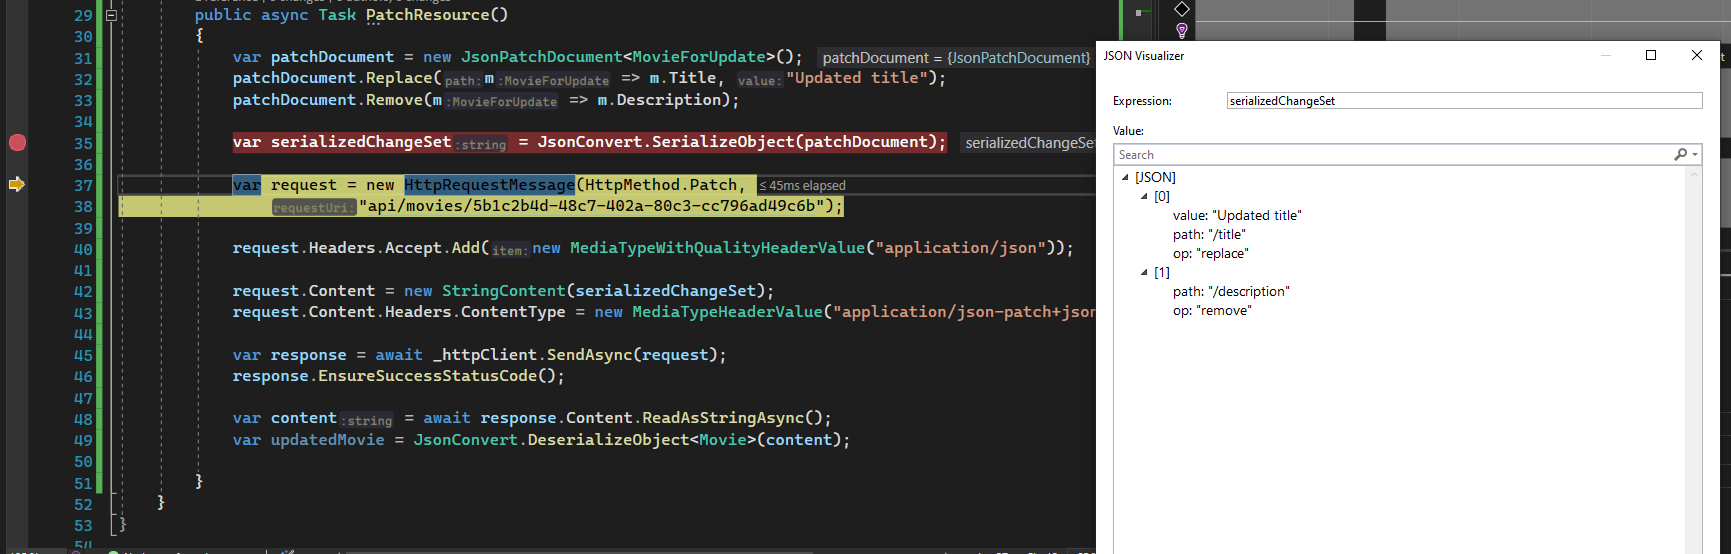 29 public async Task PatchResource()
30 {
31 var patchDocument = new JsonPatchDocument<MovieForUpdate>(); patchDocument = {JsonPatchDocument}
32 patchDocument.Replace(path:m:MovieForUpdate => m.Title, value:"Updated title");
33 patchDocument.Remove(m:MovieForUpdate => m.Description);
34
35 var serializedChangeSet:string = JsonConvert.SerializeObject(patchDocument); serializedChangeSet
36
37 var request = new HttpRequestMessage(HttpMethod.Patch, ≤ 45ms elapsed
38 requestUri:"api/movies/5b1c2b4d-48c7-402a-80c3-cc796ad49c6b");
39
40 request.Headers.Accept.Add(item:new MediaTypeWithQualityHeaderValue("application/json"));
41
42 request.Content = new StringContent(serializedChangeSet);
43 request.Content.Headers.ContentType = new MediaTypeHeaderValue("application/json-patch+json
44
45 var response = await _httpClient.SendAsync(request);
46 response.EnsureSuccessStatusCode();
47
48 var content:string = await response.Content.ReadAsStringAsync();
49 var updatedMovie = JsonConvert.DeserializeObject<Movie>(content);
50
51 }
52 }
53 }
54
JSON Visualizer
Expression: serializedChangeSet
Value:
Search
[JSON]
[0]
value: "Updated title"
path: "/title"
op: "replace"
[1]
path: "/description"
op: "remove"